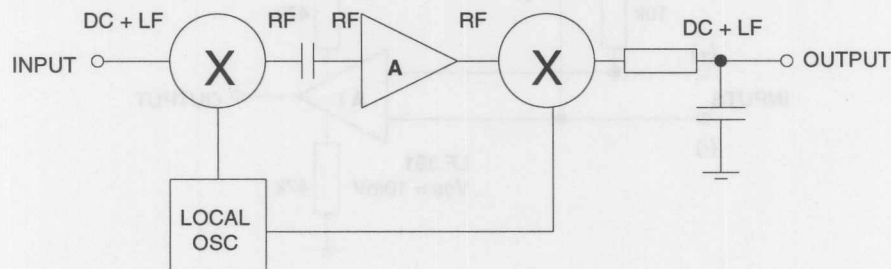 DC + LF RF RF RF DC + LF
INPUT X A X OUTPUT
LOCAL
OSC